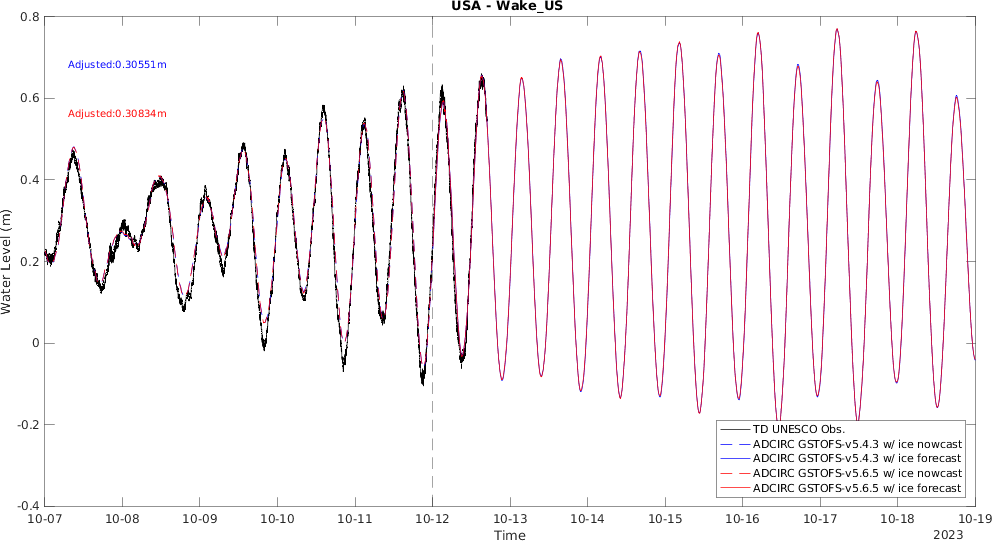 USA - Wake_US
0.8
0.6
0.4
0.2
0
-0.2
-0.4
Water Level (m)
Adjusted:0.30551m
Adjusted:0.30834m
TD UNESCO Obs.
ADCIRC GSTOFS-v5.4.3 w/ ice nowcast
ADCIRC GSTOFS-v5.4.3 w/ ice forecast
ADCIRC GSTOFS-v5.6.5 w/ ice nowcast
ADCIRC GSTOFS-v5.6.5 w/ ice forecast
10-07 10-08 10-09 10-10 10-11 10-12 10-13 10-14 10-15 10-16 10-17 10-18 10-19
Time
2023